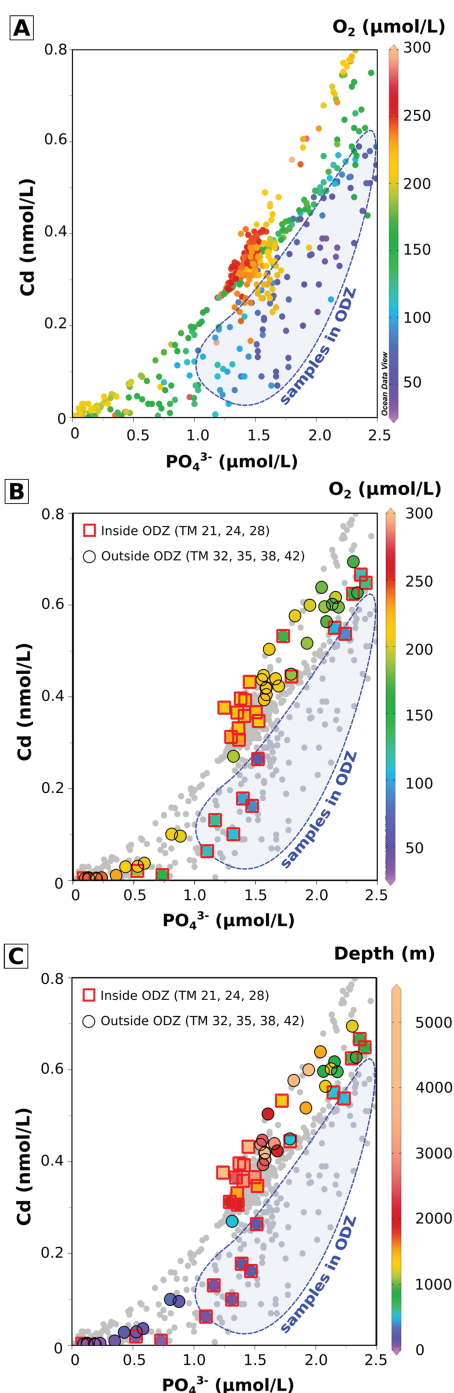 A
O₂ (μmol/L)
0.8
0.6
0.4
0.2
0
Cd (nmol/L)
0.5
1.0
1.5
2.0
2.5
PO₄³⁻ (μmol/L)
samples in ODZ
Ocean Data View
300
250
200
150
100
50
B
O₂ (μmol/L)
Inside ODZ (TM 21, 24, 28)
Outside ODZ (TM 32, 35, 38, 42)
0.8
0.6
0.4
0.2
0
Cd (nmol/L)
0
0.5
1.0
1.5
2.0
2.5
PO₄³⁻ (μmol/L)
samples in ODZ
300
250
200
150
100
50
C
Depth (m)
Inside ODZ (TM 21, 24, 28)
Outside ODZ (TM 32, 35, 38, 42)
0.8
0.6
0.4
0.2
0
Cd (nmol/L)
0
0.5
1.0
1.5
2.0
2.5
PO₄³⁻ (μmol/L)
samples in ODZ
5000
4000
3000
2000
1000
0